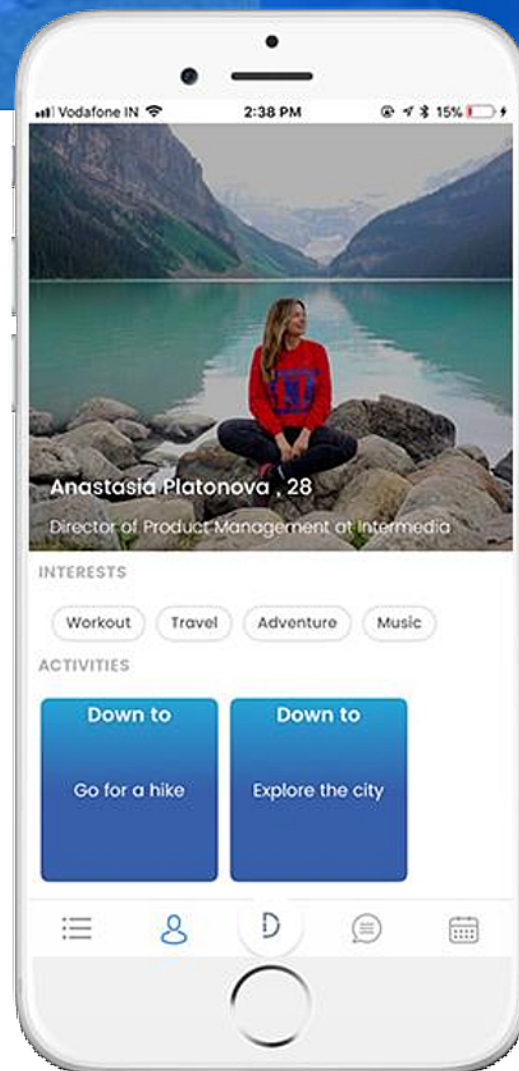 Vodafone IN 2:38 PM 15%
Anastasia Platonova , 28
Director of Product Management at Intermedia
INTERESTS
Workout Travel Adventure Music
ACTIVITIES
Down to Down to
Go for a hike Explore the city
D